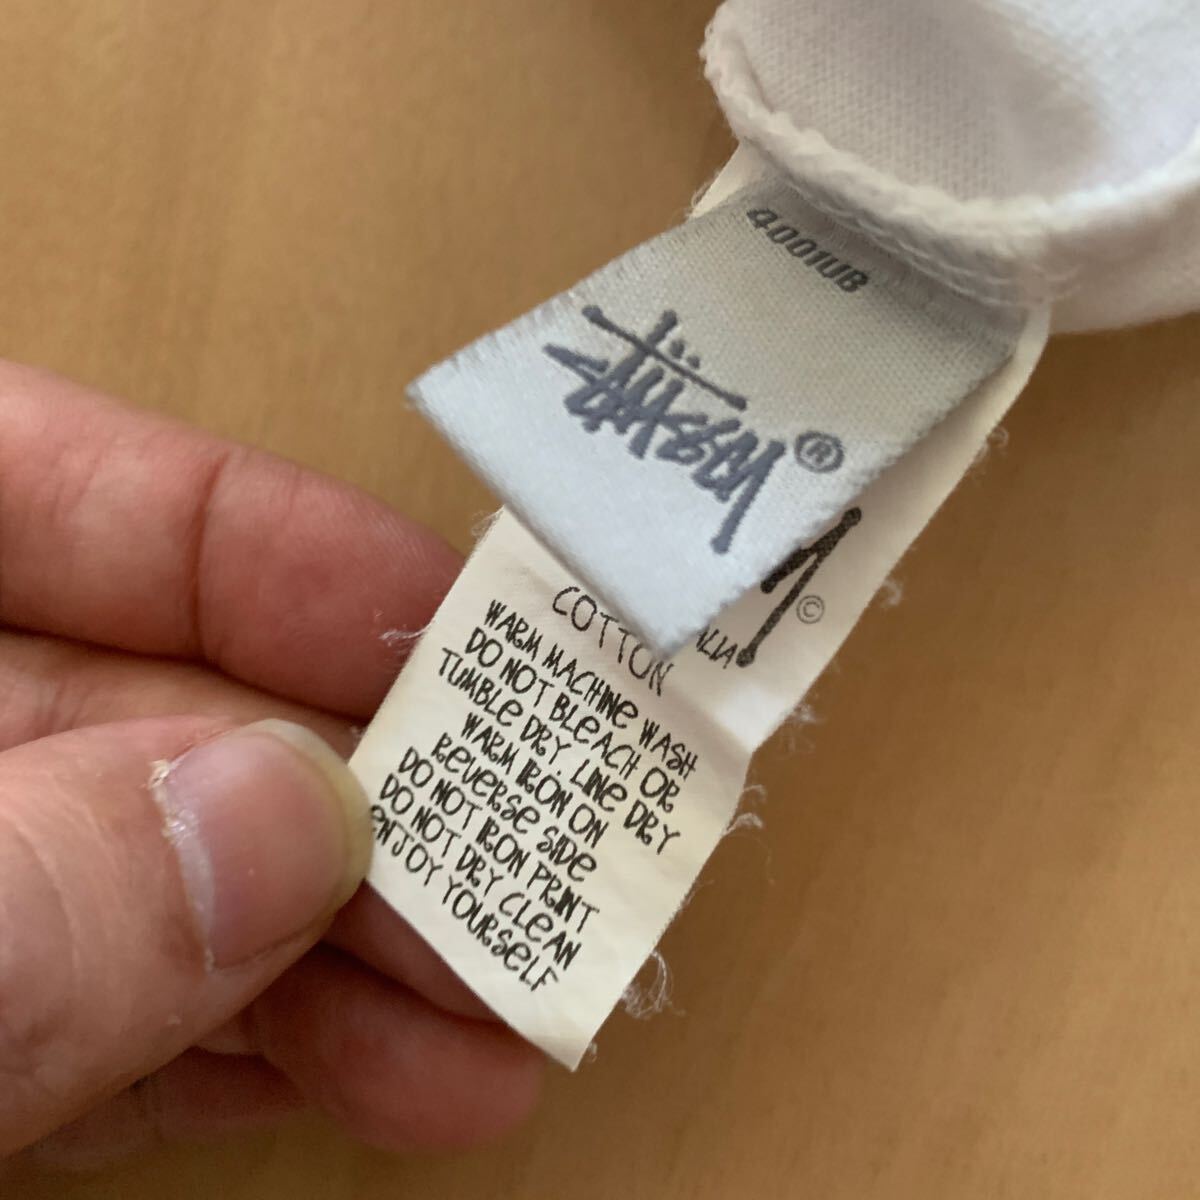 4001UB
STÜSSY ®
©
COTTON
WARM MACHINE WASH
DO NOT BLEACH OR
TUMBLE DRY. LINE DRY
WARM IRON ON
REVERSE SIDE
DO NOT IRON PRINT
DO NOT DRY CLEAN
ENJOY YOURSELF